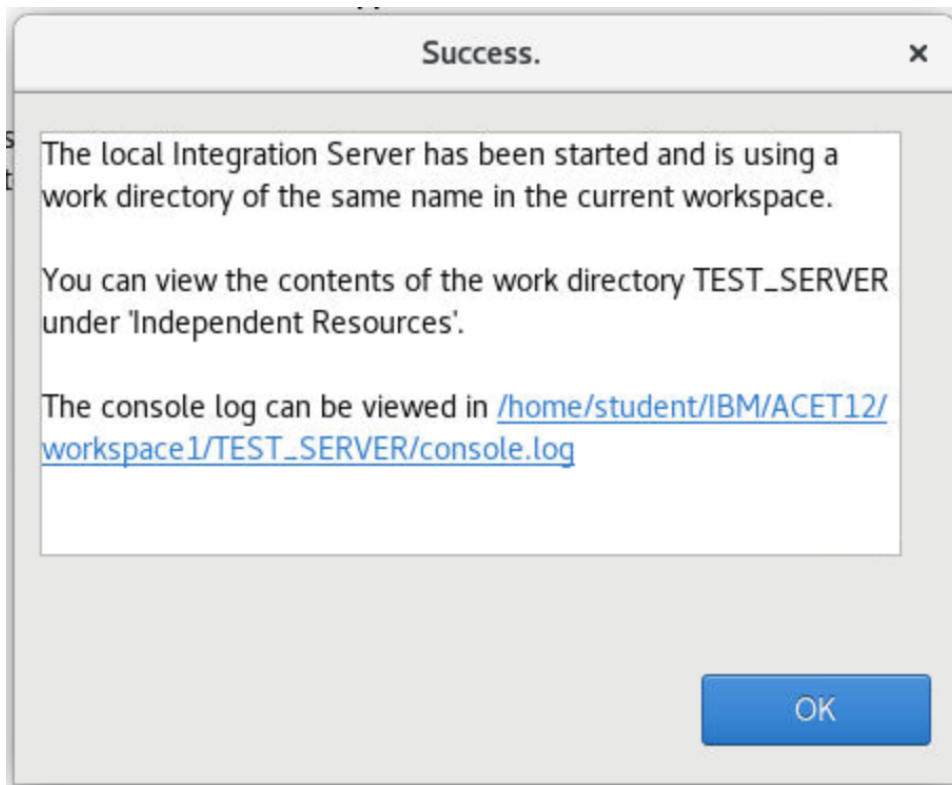 Success.
The local Integration Server has been started and is using a
work directory of the same name in the current workspace.
You can view the contents of the work directory TEST_SERVER
under 'Independent Resources'.
The console log can be viewed in /home/student/IBM/ACET12/
workspace1/TEST_SERVER/console.log
OK